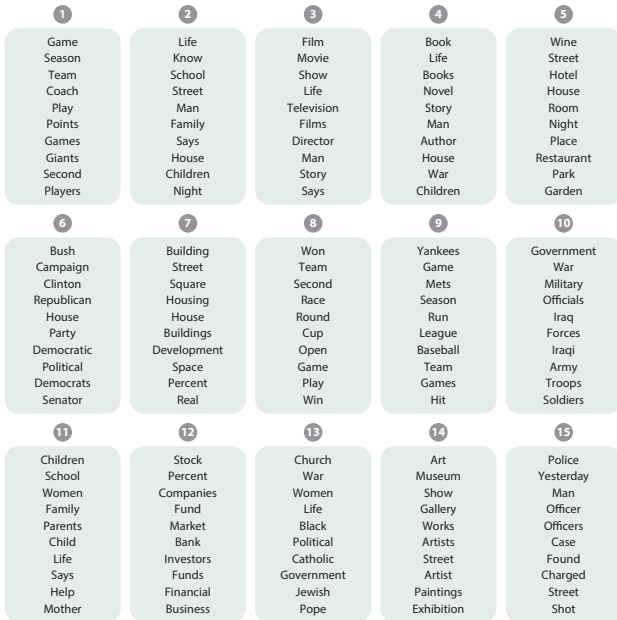 1
Game
Season
Team
Coach
Play
Points
Games
Giants
Second
Players
2
Life
Know
School
Street
Man
Family
Says
House
Children
Night
3
Film
Movie
Show
Life
Television
Films
Director
Man
Story
Says
4
Book
Life
Books
Novel
Story
Man
Author
House
War
Children
5
Wine
Street
Hotel
House
Room
Night
Place
Restaurant
Park
Garden
6
Bush
Campaign
Clinton
Republican
House
Party
Democratic
Political
Democrats
Senator
7
Building
Street
Square
Housing
House
Buildings
Development
Space
Percent
Real
8
Won
Team
Second
Race
Round
Cup
Open
Game
Play
Win
9
Yankees
Game
Mets
Season
Run
League
Baseball
Team
Games
Hit
10
Government
War
Military
Officials
Iraq
Forces
Iraqi
Army
Troops
Soldiers
11
Children
School
Women
Family
Parents
Child
Life
Says
Help
Mother
12
Stock
Percent
Companies
Fund
Market
Bank
Investors
Funds
Financial
Business
13
Church
War
Women
Life
Black
Political
Catholic
Government
Jewish
Pope
14
Art
Museum
Show
Gallery
Works
Artists
Street
Artist
Paintings
Exhibition
15
Police
Yesterday
Man
Officer
Officers
Case
Found
Charged
Street
Shot